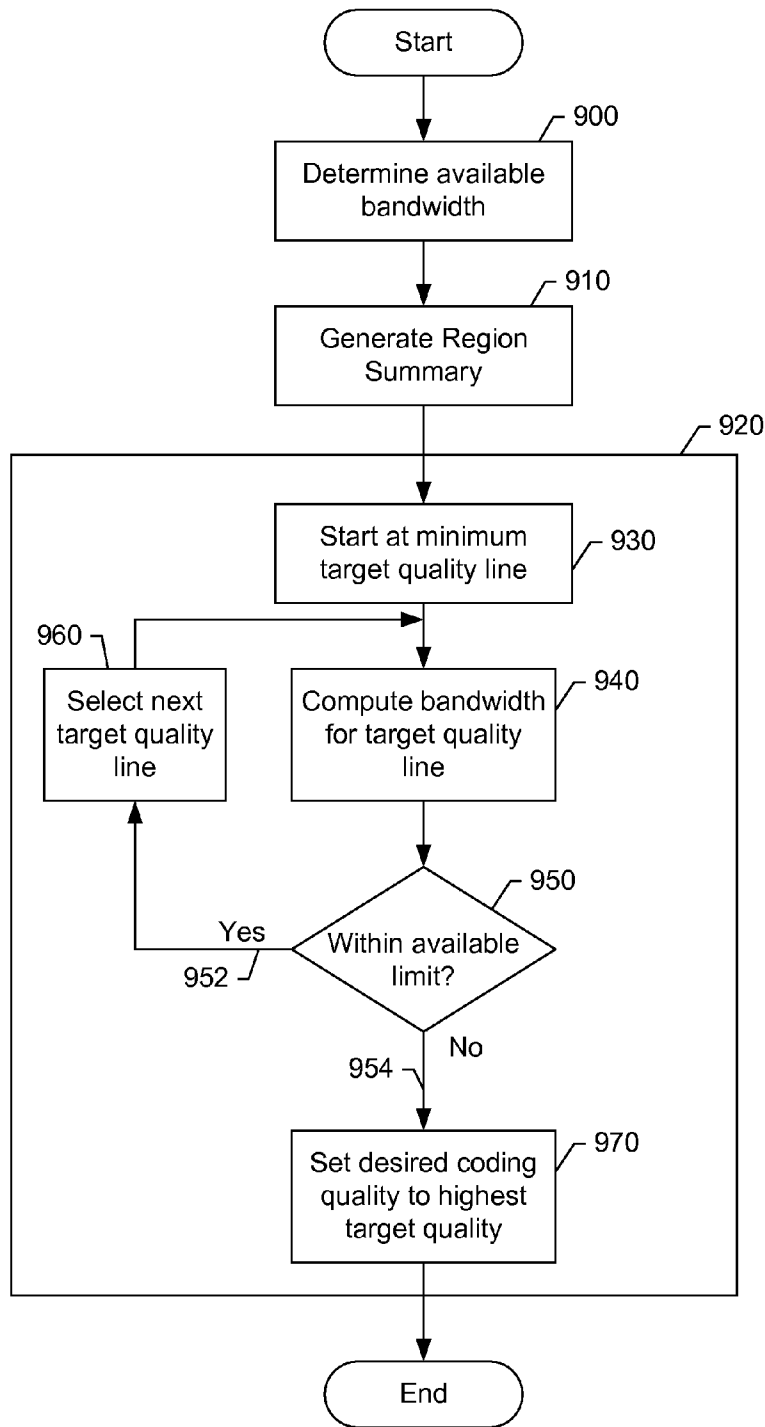 Start
900
Determine available
bandwidth
910
Generate Region
Summary
920
Start at minimum
target quality line
930
960
Select next
target quality
line
940
Compute bandwidth
for target quality
line
950
Within available
limit?
Yes
952
No
954
970
Set desired coding
quality to highest
target quality
End